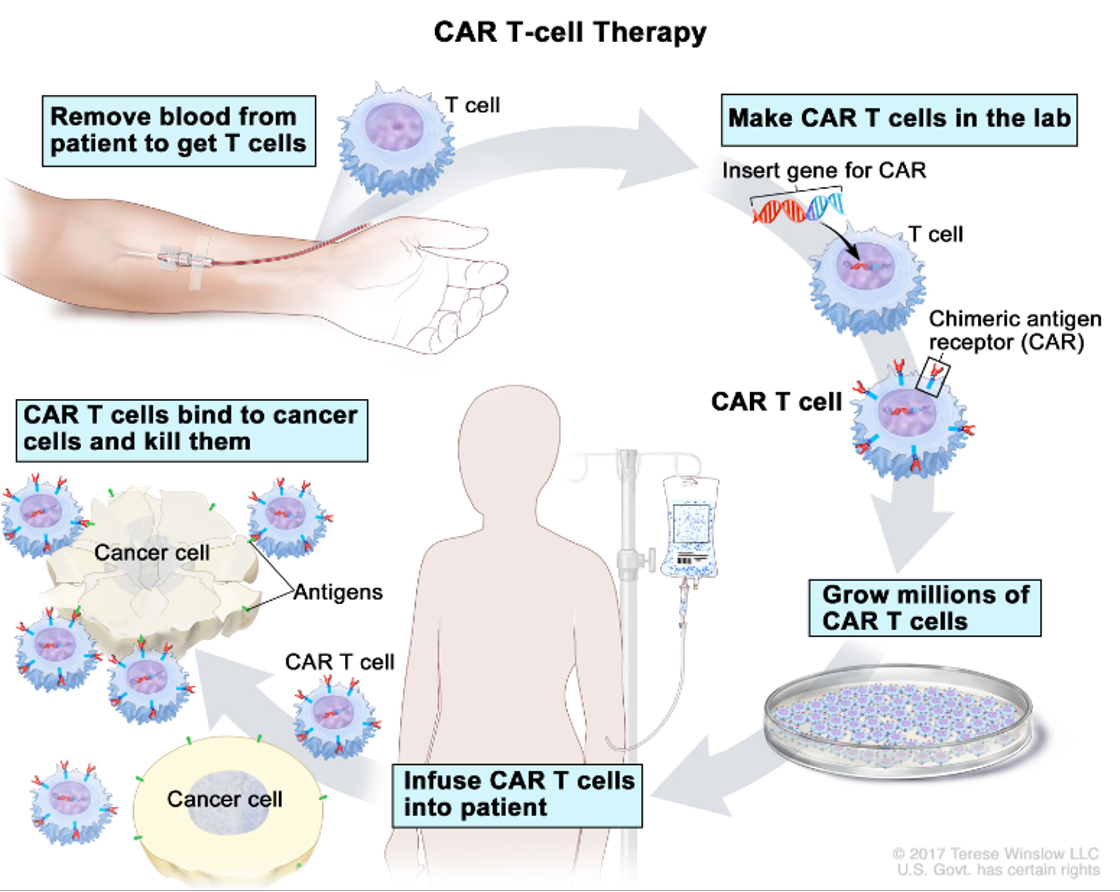 CAR T-cell Therapy
Remove blood from
patient to get T cells
T cell
Make CAR T cells in the lab
Insert gene for CAR
T cell
Chimeric antigen
receptor (CAR)
CAR T cell
Grow millions of
CAR T cells
Infuse CAR T cells
into patient
CAR T cells bind to cancer
cells and kill them
Cancer cell
Antigens
CAR T cell
Cancer cell
© 2017 Terese Winslow LLC
U.S. Govt. has certain rights